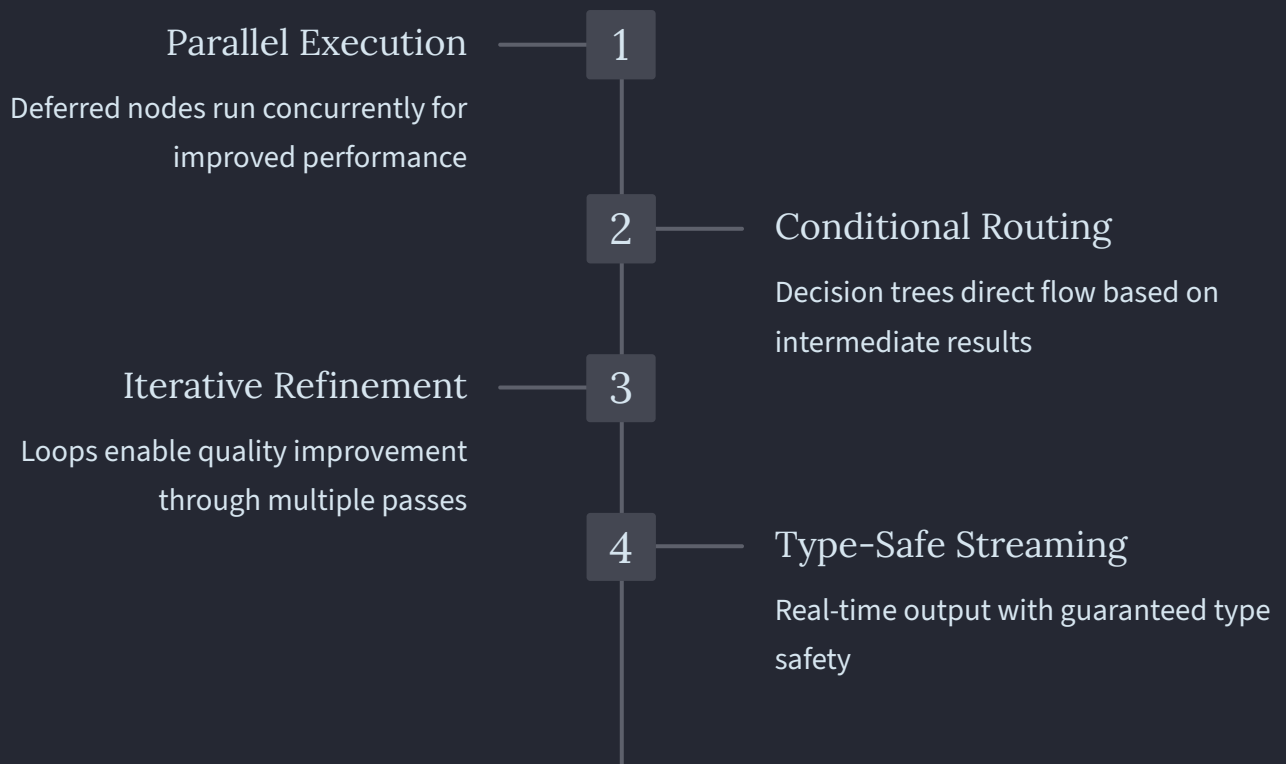 1
Parallel Execution
Deferred nodes run concurrently for
improved performance
2
Conditional Routing
Decision trees direct flow based on
intermediate results
3
Iterative Refinement
Loops enable quality improvement
through multiple passes
4
Type-Safe Streaming
Real-time output with guaranteed type
safety